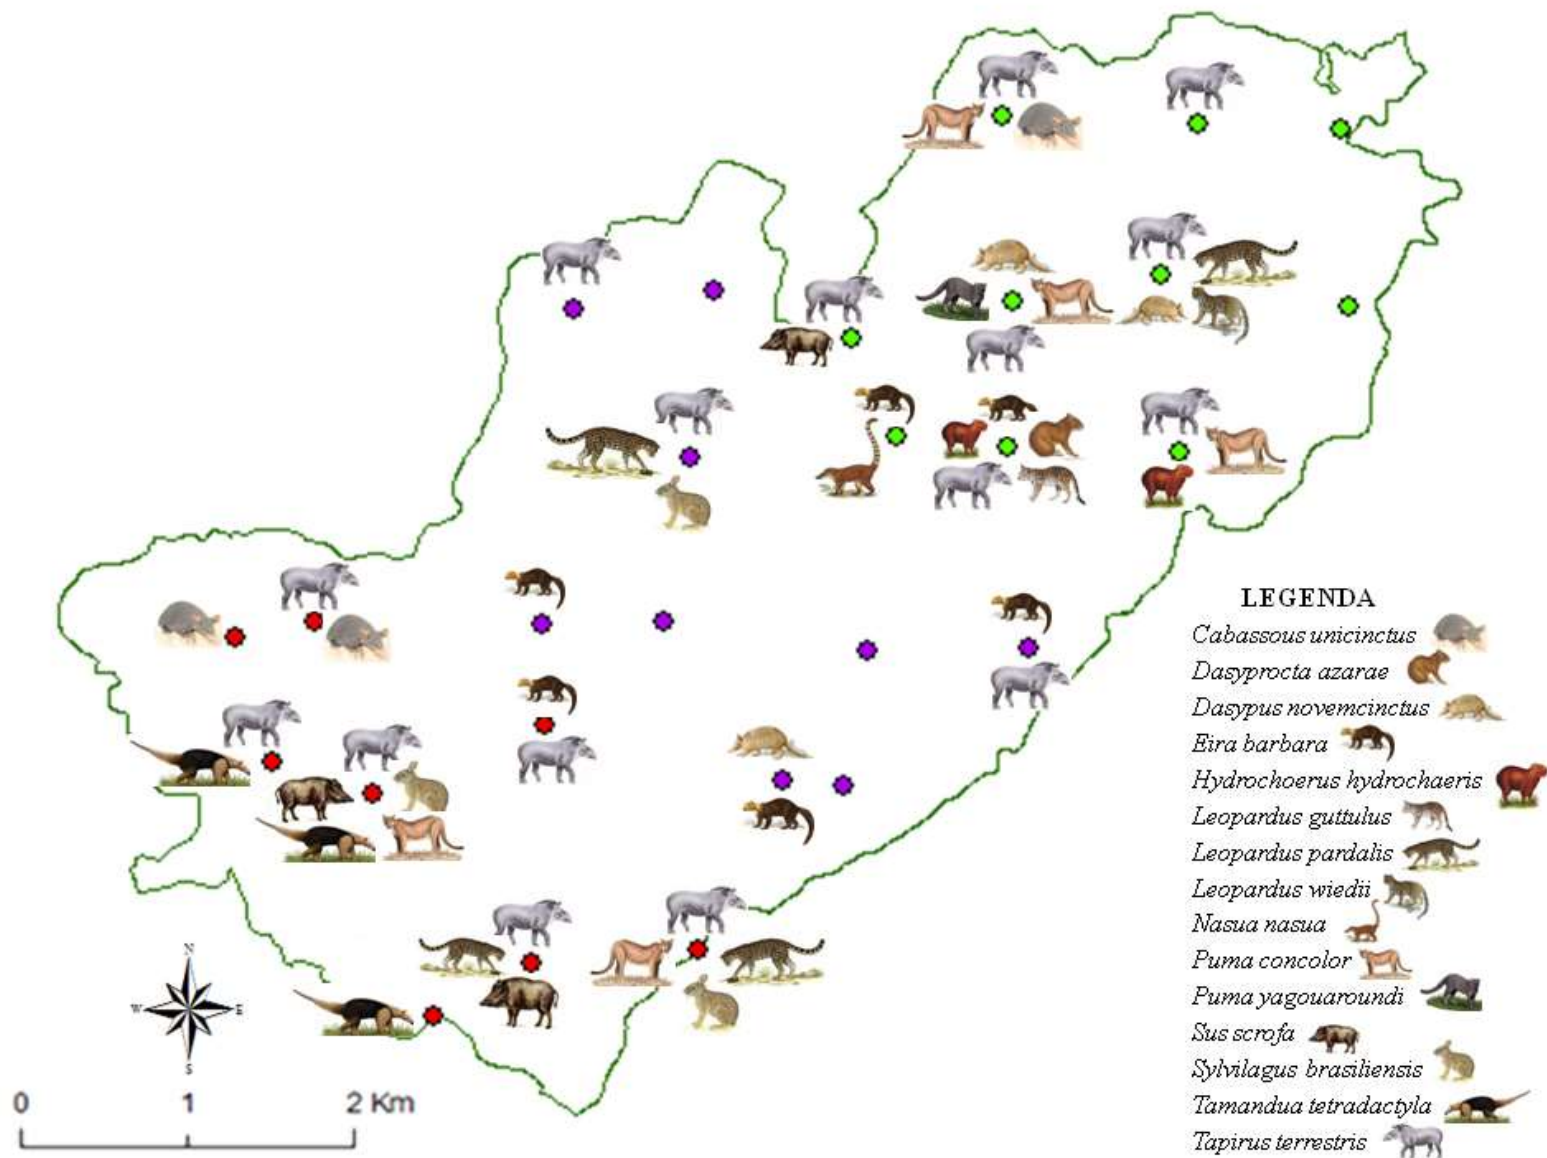 LEGENDA
Cabassous unicinctus
Dasyprocta azarae
Dasypus novemcinctus
Eira barbara
Hydrochoerus hydrochaeris
Leopardus guttulus
Leopardus pardalis
Leopardus wiedii
Nasua nasua
Puma concolor
Puma yagouaroundi
Sus scrofa
Sylvilagus brasiliensis
Tamandua tetradactyla
Tapirus terrestris
N
W E
S
0 1 2 Km